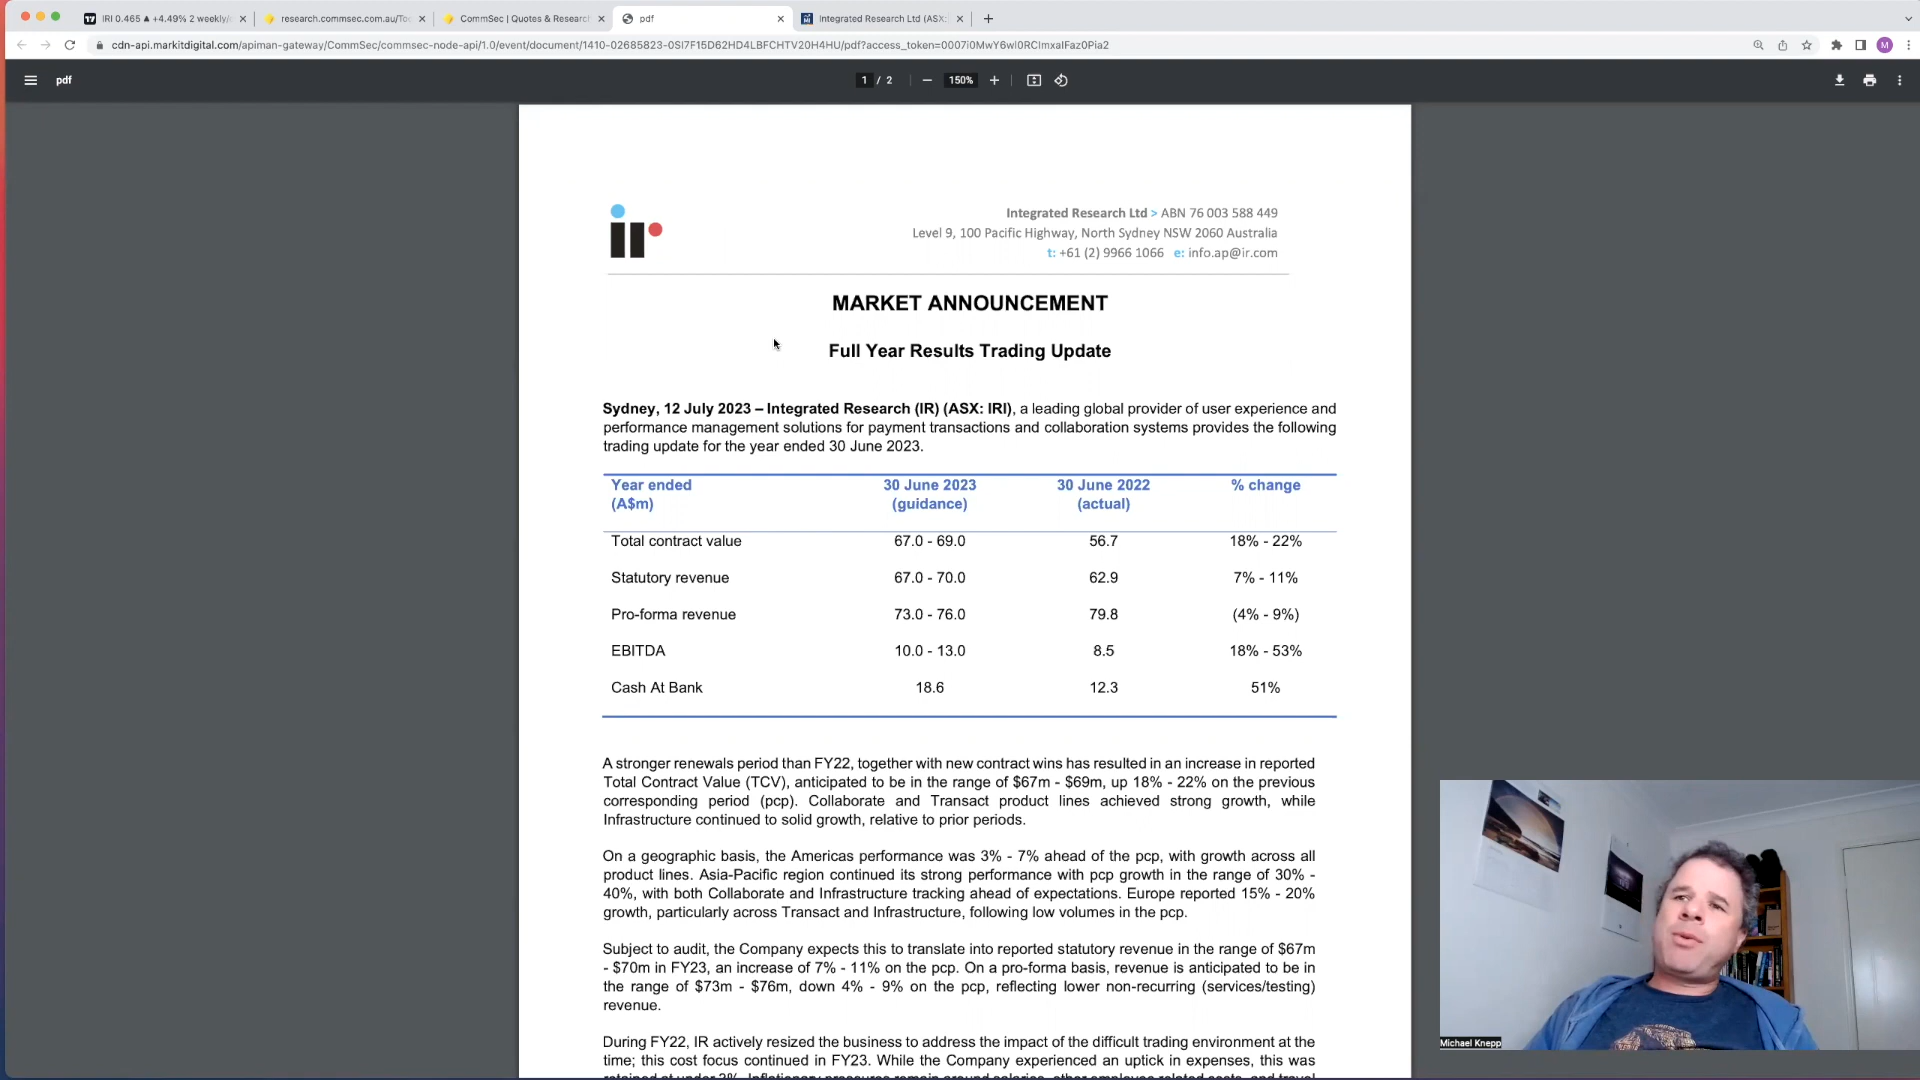 IRI 0.465 ▲ +4.49% 2 weekly
research.commsec.com.au/To
CommSec | Quotes & Research
pdf
Integrated Research Ltd (ASX:
cdn-api.markitdigital.com/apiman-gateway/CommSec/commsec-node-api/1.0/event/document/1410-02685823-0SI7F15D62HD4LBFCHTV20H4HU/pdf?access_token=0007i0MwY6wI0RCImxaIFaz0Pia2
M
pdf
1 / 2
150%
ir
Integrated Research Ltd > ABN 76 003 588 449
Level 9, 100 Pacific Highway, North Sydney NSW 2060 Australia
t: +61 (2) 9966 1066 e: info.ap@ir.com
MARKET ANNOUNCEMENT
Full Year Results Trading Update
Sydney, 12 July 2023 – Integrated Research (IR) (ASX: IRI), a leading global provider of user experience and
performance management solutions for payment transactions and collaboration systems provides the following
trading update for the year ended 30 June 2023.
Year ended 30 June 2023 30 June 2022 % change
(A$m) (guidance) (actual)
Total contract value 67.0 - 69.0 56.7 18% - 22%
Statutory revenue 67.0 - 70.0 62.9 7% - 11%
Pro-forma revenue 73.0 - 76.0 79.8 (4% - 9%)
EBITDA 10.0 - 13.0 8.5 18% - 53%
Cash At Bank 18.6 12.3 51%
A stronger renewals period than FY22, together with new contract wins has resulted in an increase in reported
Total Contract Value (TCV), anticipated to be in the range of $67m - $69m, up 18% - 22% on the previous
corresponding period (pcp). Collaborate and Transact product lines achieved strong growth, while
Infrastructure continued to solid growth, relative to prior periods.
On a geographic basis, the Americas performance was 3% - 7% ahead of the pcp, with growth across all
product lines. Asia-Pacific region continued its strong performance with pcp growth in the range of 30% -
40%, with both Collaborate and Infrastructure tracking ahead of expectations. Europe reported 15% - 20%
growth, particularly across Transact and Infrastructure, following low volumes in the pcp.
Subject to audit, the Company expects this to translate into reported statutory revenue in the range of $67m
- $70m in FY23, an increase of 7% - 11% on the pcp. On a pro-forma basis, revenue is anticipated to be in
the range of $73m - $76m, down 4% - 9% on the pcp, reflecting lower non-recurring (services/testing)
revenue.
During FY22, IR actively resized the business to address the impact of the difficult trading environment at the
time; this cost focus continued in FY23. While the Company experienced an uptick in expenses, this was
retained at under 3%. Inflationary pressures remain around salaries, other employee related costs, and travel
Michael Knepp